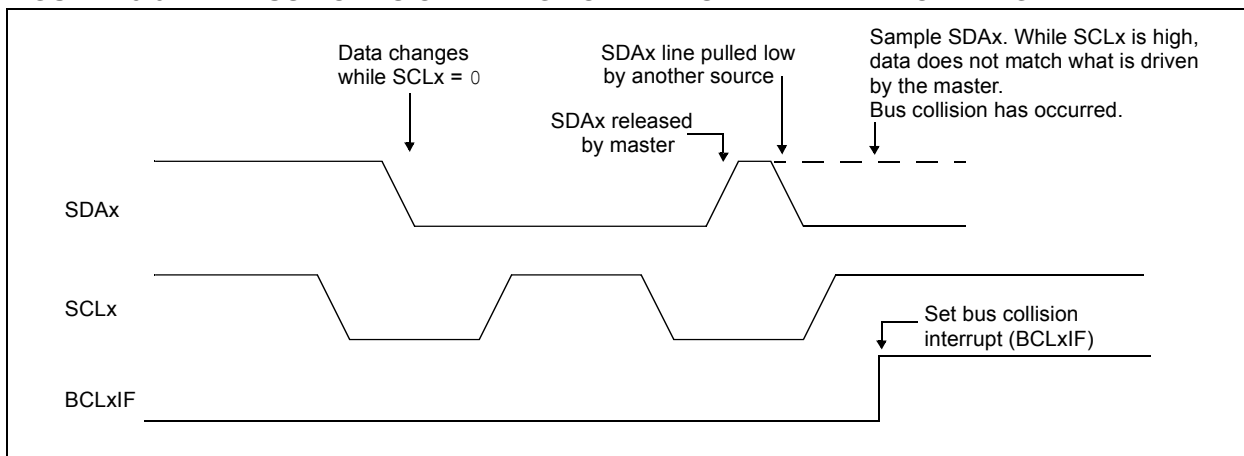 Data changes
while SCLx = 0
SDAx line pulled low
by another source
SDAx released
by master
Sample SDAx. While SCLx is high,
data does not match what is driven
by the master.
Bus collision has occurred.
SDAx
SCLx
Set bus collision
interrupt (BCLxIF)
BCLxIF